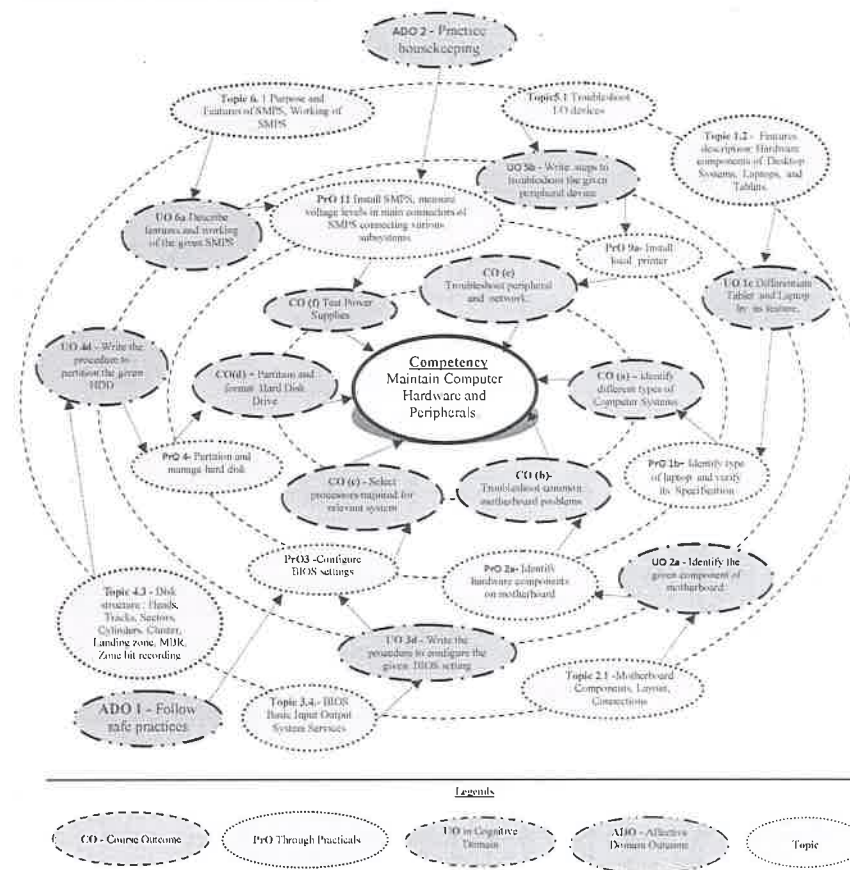 ADO 2 - Practice
housekeeping
Topic 6. 1 Purpose and
Features of SMPS, Working of
SMPS
Topic5.1 Troubleshoot
I/O devices
Topic 1.2 - Features
description: Hardware
components of Desktop
Systems, Laptops, and
Tablets.
UO 5b - Write steps to
troubleshoot the given
peripheral device
PrO 11 Install SMPS, measure
voltage levels in main connectors of
SMPS connecting various
subsystems
UO 6a Describe
features and working
of the given SMPS
PrO 9a- Install
local printer
CO (e)
Troubleshoot peripheral
and network.
UO 1c Differentiate
Tablet and Laptop
by its feature.
CO (f) Test Power
Supplies
UO 4d - Write the
procedure to
partition the given
HDD
CO(d) - Partition and
format Hard Disk
Drive
Competency
Maintain Computer
Hardware and
Peripherals
CO (a) - Identify
different types of
Computer Systems
PrO 4- Partition and
manage hard disk
CO (c) - Select
processors required for
relevant system
CO (b)-
Troubleshoot common
motherboard problems
PrO 1b- Identify type
of laptop and verify
its Specification
PrO3 -Configure
BIOS settings
PrO 2a- Identify
hardware components
on motherboard
UO 2a - Identify the
given component of
motherboard
Topic 4.3 - Disk
structure : Heads,
Tracks, Sectors,
Cylinders, Cluster,
Landing zone, MBR,
Zone bit recording
UO 3d - Write the
procedure to configure the
given BIOS setting
Topic 2.1 -Motherboard
: Components, Layout,
Connections
ADO 1 - Follow
safe practices
Topic 3.4.- BIOS
Basic Input Output
System Services
Legends
CO - Course Outcome
PrO Through Practicals
UO in Cognitive
Domain
ADO - Affective
Domain Outcome
Topic